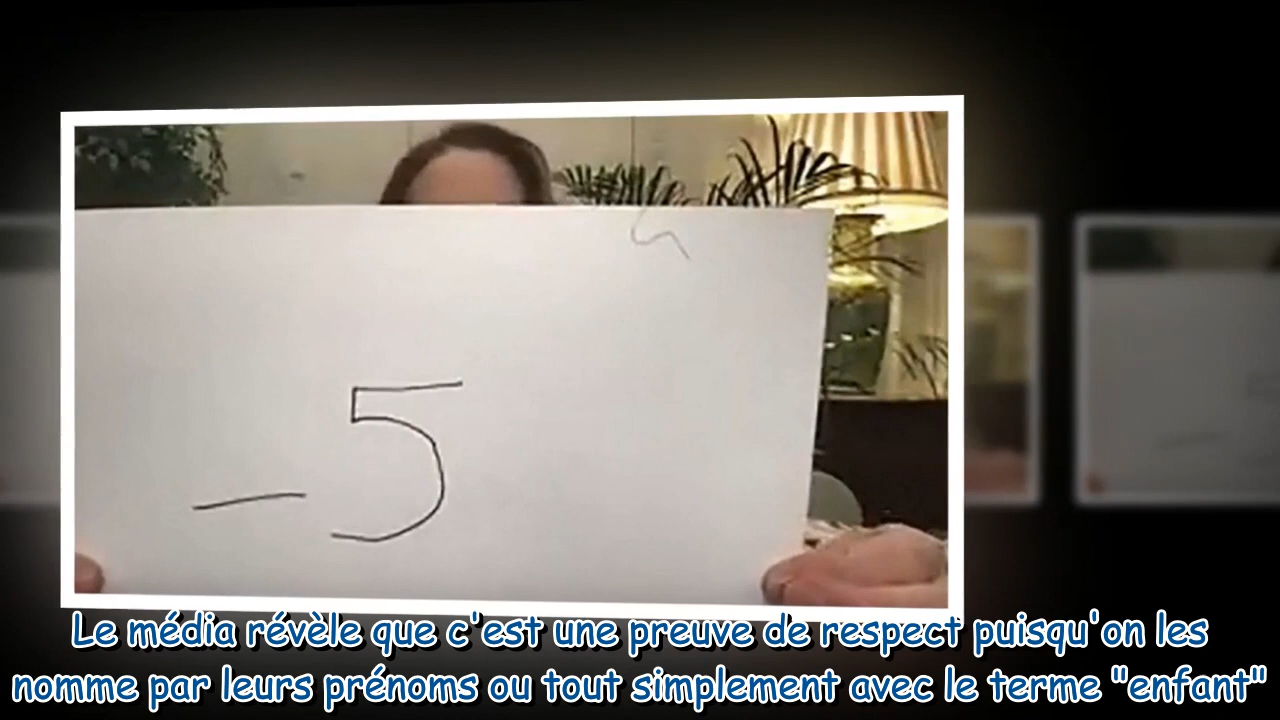 - 5
Le média révèle que c'est une preuve de respect puisqu'on les
nomme par leurs prénoms ou tout simplement avec le terme "enfant"